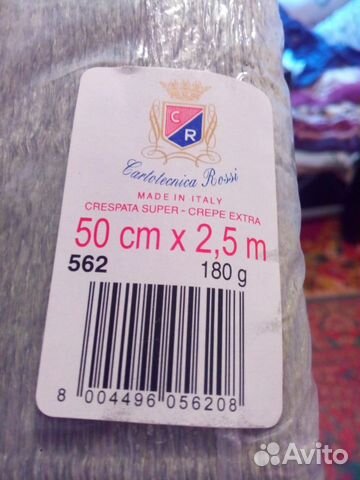 C
R
Cartotecnica Rossi
MADE IN ITALY
CRESPATA SUPER - CREPE EXTRA
50 cm x 2,5 m
562 180 g
8 004496 056208
Avito